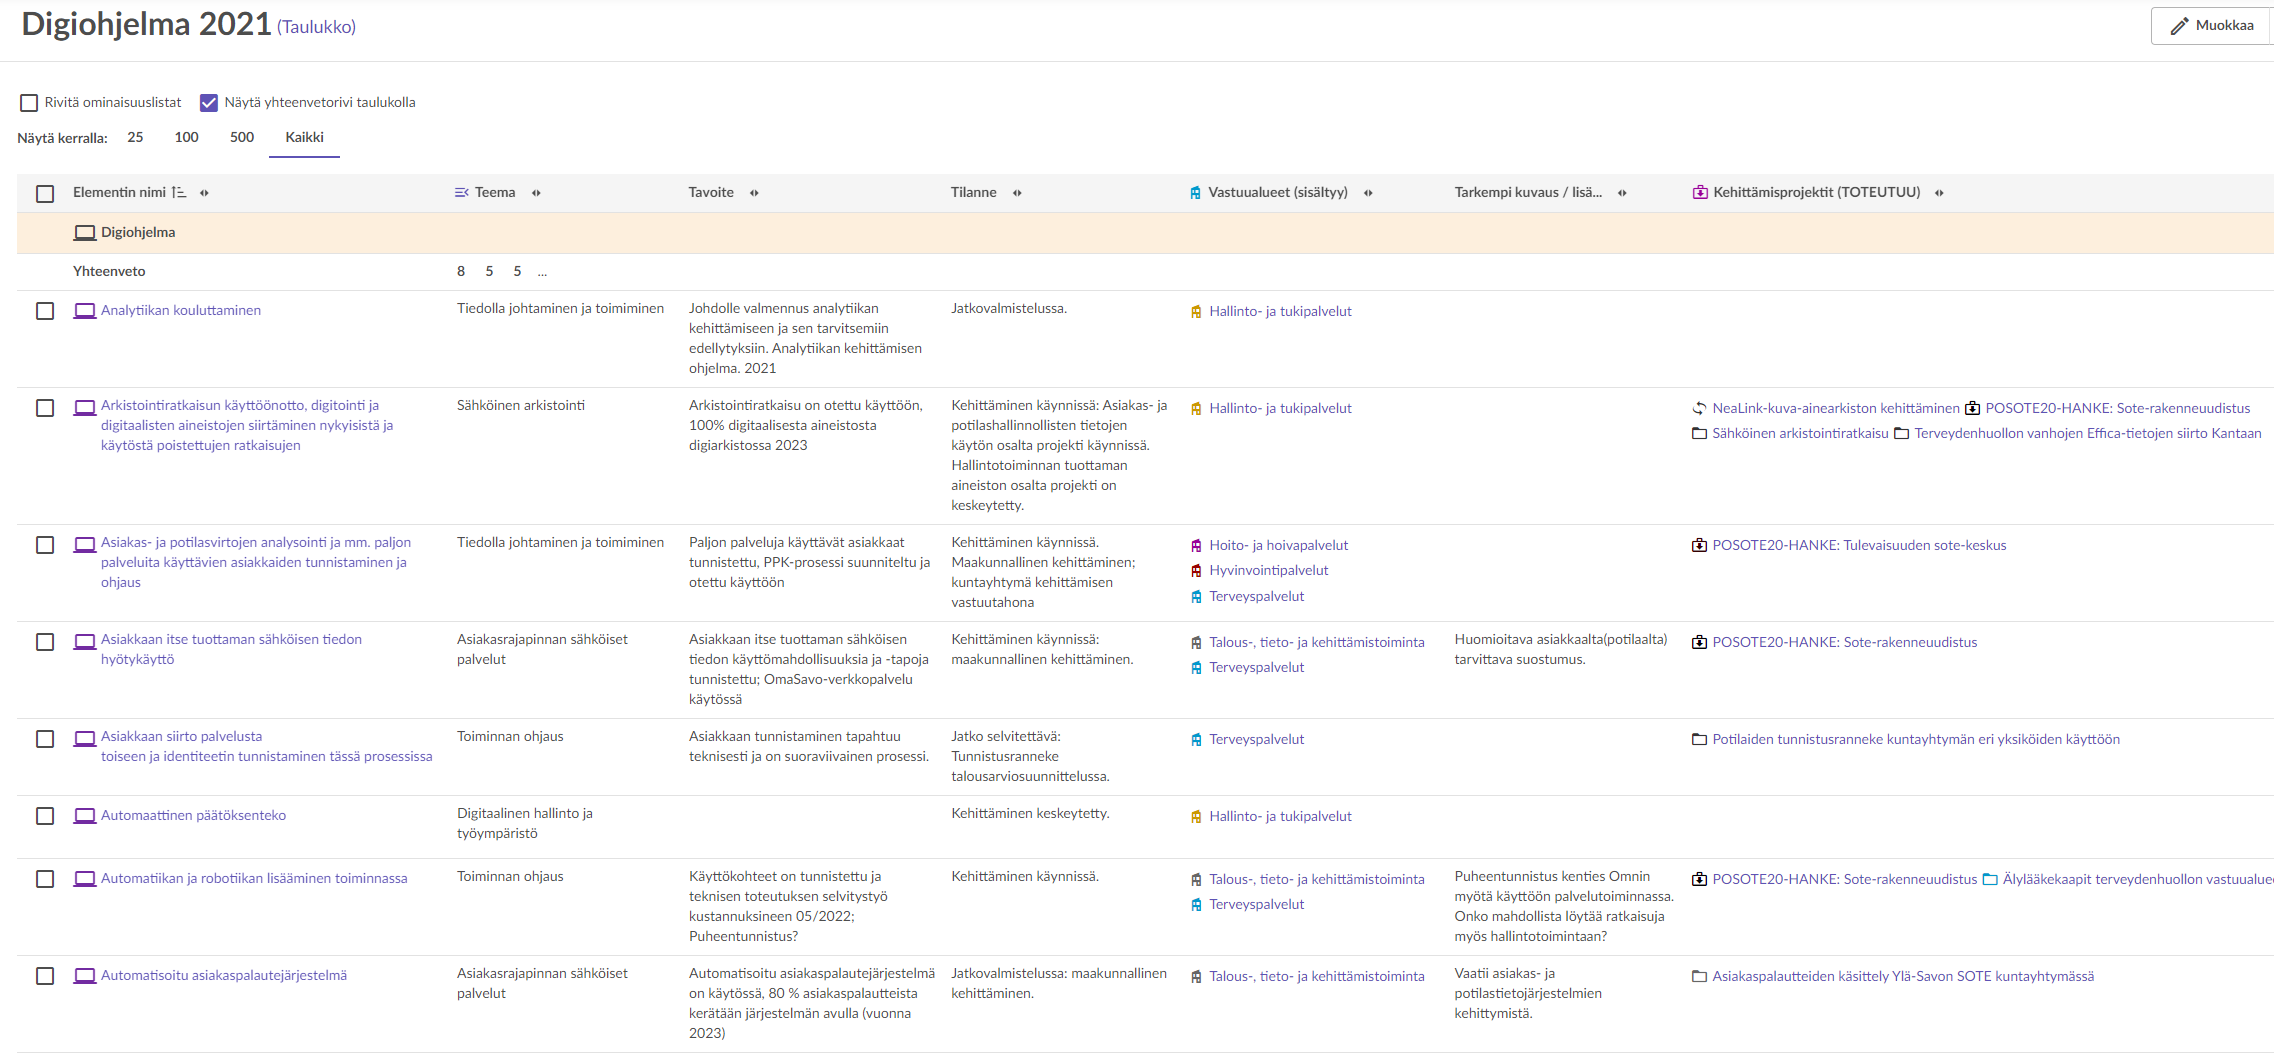 Digiohjelma 2021 (Taulukko)
Muokkaa
Rivitä ominaisuuslistat Näytä yhteenvetorivi taulukolla
Näytä kerralla: 25 100 500 Kaikki
Elementin nimi Teema Tavoite Tilanne Vastuualueet (sisältyy) Tarkempi kuvaus / lisä... Kehittämisprojektit (TOTEUTUU)
Digiohjelma
Yhteenveto 8 5 5 ...
Analytiikan kouluttaminen
Tiedolla johtaminen ja toimiminen
Johdolle valmennus analytiikan
kehittämiseen ja sen tarvitsemiin
edellytyksiin. Analytiikan kehittämisen
ohjelma. 2021
Jatkovalmistelussa.
Hallinto- ja tukipalvelut
Arkistointiratkaisun käyttöönotto, digitointi ja
digitaalisten aineistojen siirtäminen nykyisistä ja
käytöstä poistettujen ratkaisujen
Sähköinen arkistointi
Arkistointiratkaisu on otettu käyttöön,
100% digitaalisesta aineistosta
digiarkistossa 2023
Kehittäminen käynnissä: Asiakas- ja
potilashallinnollisten tietojen
käytön osalta projekti käynnissä.
Hallintotoiminnan tuottaman
aineiston osalta projekti on
keskeytetty.
Hallinto- ja tukipalvelut
NeaLink-kuva-ainearkiston kehittäminen POSOTE20-HANKE: Sote-rakenneuudistus
Sähköinen arkistointiratkaisu Terveydenhuollon vanhojen Effica-tietojen siirto Kantaan
Asiakas- ja potilasvirtojen analysointi ja mm. paljon
palveluita käyttävien asiakkaiden tunnistaminen ja
ohjaus
Tiedolla johtaminen ja toimiminen
Paljon palveluja käyttävät asiakkaat
tunnistettu, PPK-prosessi suunniteltu ja
otettu käyttöön
Kehittäminen käynnissä.
Maakunnallinen kehittäminen;
kuntayhtymä kehittämisen
vastuutahona
Hoito- ja hoivapalvelut
Hyvinvointipalvelut
Terveyspalvelut
POSOTE20-HANKE: Tulevaisuuden sote-keskus
Asiakkaan itse tuottaman sähköisen tiedon
hyötykäyttö
Asiakasrajapinnan sähköiset
palvelut
Asiakkaan itse tuottaman sähköisen
tiedon käyttömahdollisuuksia ja -tapoja
tunnistettu; OmaSavo-verkkopalvelu
käytössä
Kehittäminen käynnissä:
maakunnallinen kehittäminen.
Talous-, tieto- ja kehittämistoiminta
Terveyspalvelut
Huomioitava asiakkaalta(potilaalta)
tarvittava suostumus.
POSOTE20-HANKE: Sote-rakenneuudistus
Asiakkaan siirto palvelusta
toiseen ja identiteetin tunnistaminen tässä prosessissa
Toiminnan ohjaus
Asiakkaan tunnistaminen tapahtuu
teknisesti ja on suoraviivainen prosessi.
Jatko selvitettävä:
Tunnistusranneke
talousarviosuunnittelussa.
Terveyspalvelut
Potilaiden tunnistusranneke kuntayhtymän eri yksiköiden käyttöön
Automaattinen päätöksenteko
Digitaalinen hallinto ja
työympäristö
Kehittäminen keskeytetty.
Hallinto- ja tukipalvelut
Automatiikan ja robotiikan lisääminen toiminnassa
Toiminnan ohjaus
Käyttökohteet on tunnistettu ja
teknisen toteutuksen selvitystyö
kustannuksineen 05/2022;
Puheentunnistus?
Kehittäminen käynnissä.
Talous-, tieto- ja kehittämistoiminta
Terveyspalvelut
Puheentunnistus kenties Omnin
myötä käyttöön palvelutoiminnassa.
Onko mahdollista löytää ratkaisuja
myös hallintotoimintaan?
POSOTE20-HANKE: Sote-rakenneuudistus Älylääkekaapit terveydenhuollon vastuualuee
Automatisoitu asiakaspalautejärjestelmä
Asiakasrajapinnan sähköiset
palvelut
Automatisoitu asiakaspalautejärjestelmä
on käytössä, 80 % asiakaspalautteista
kerätään järjestelmän avulla (vuonna
2023)
Jatkovalmistelussa: maakunnallinen
kehittäminen.
Talous-, tieto- ja kehittämistoiminta
Vaatii asiakas- ja
potilastietojärjestelmien
kehittymistä.
Asiakaspalautteiden käsittely Ylä-Savon SOTE kuntayhtymässä